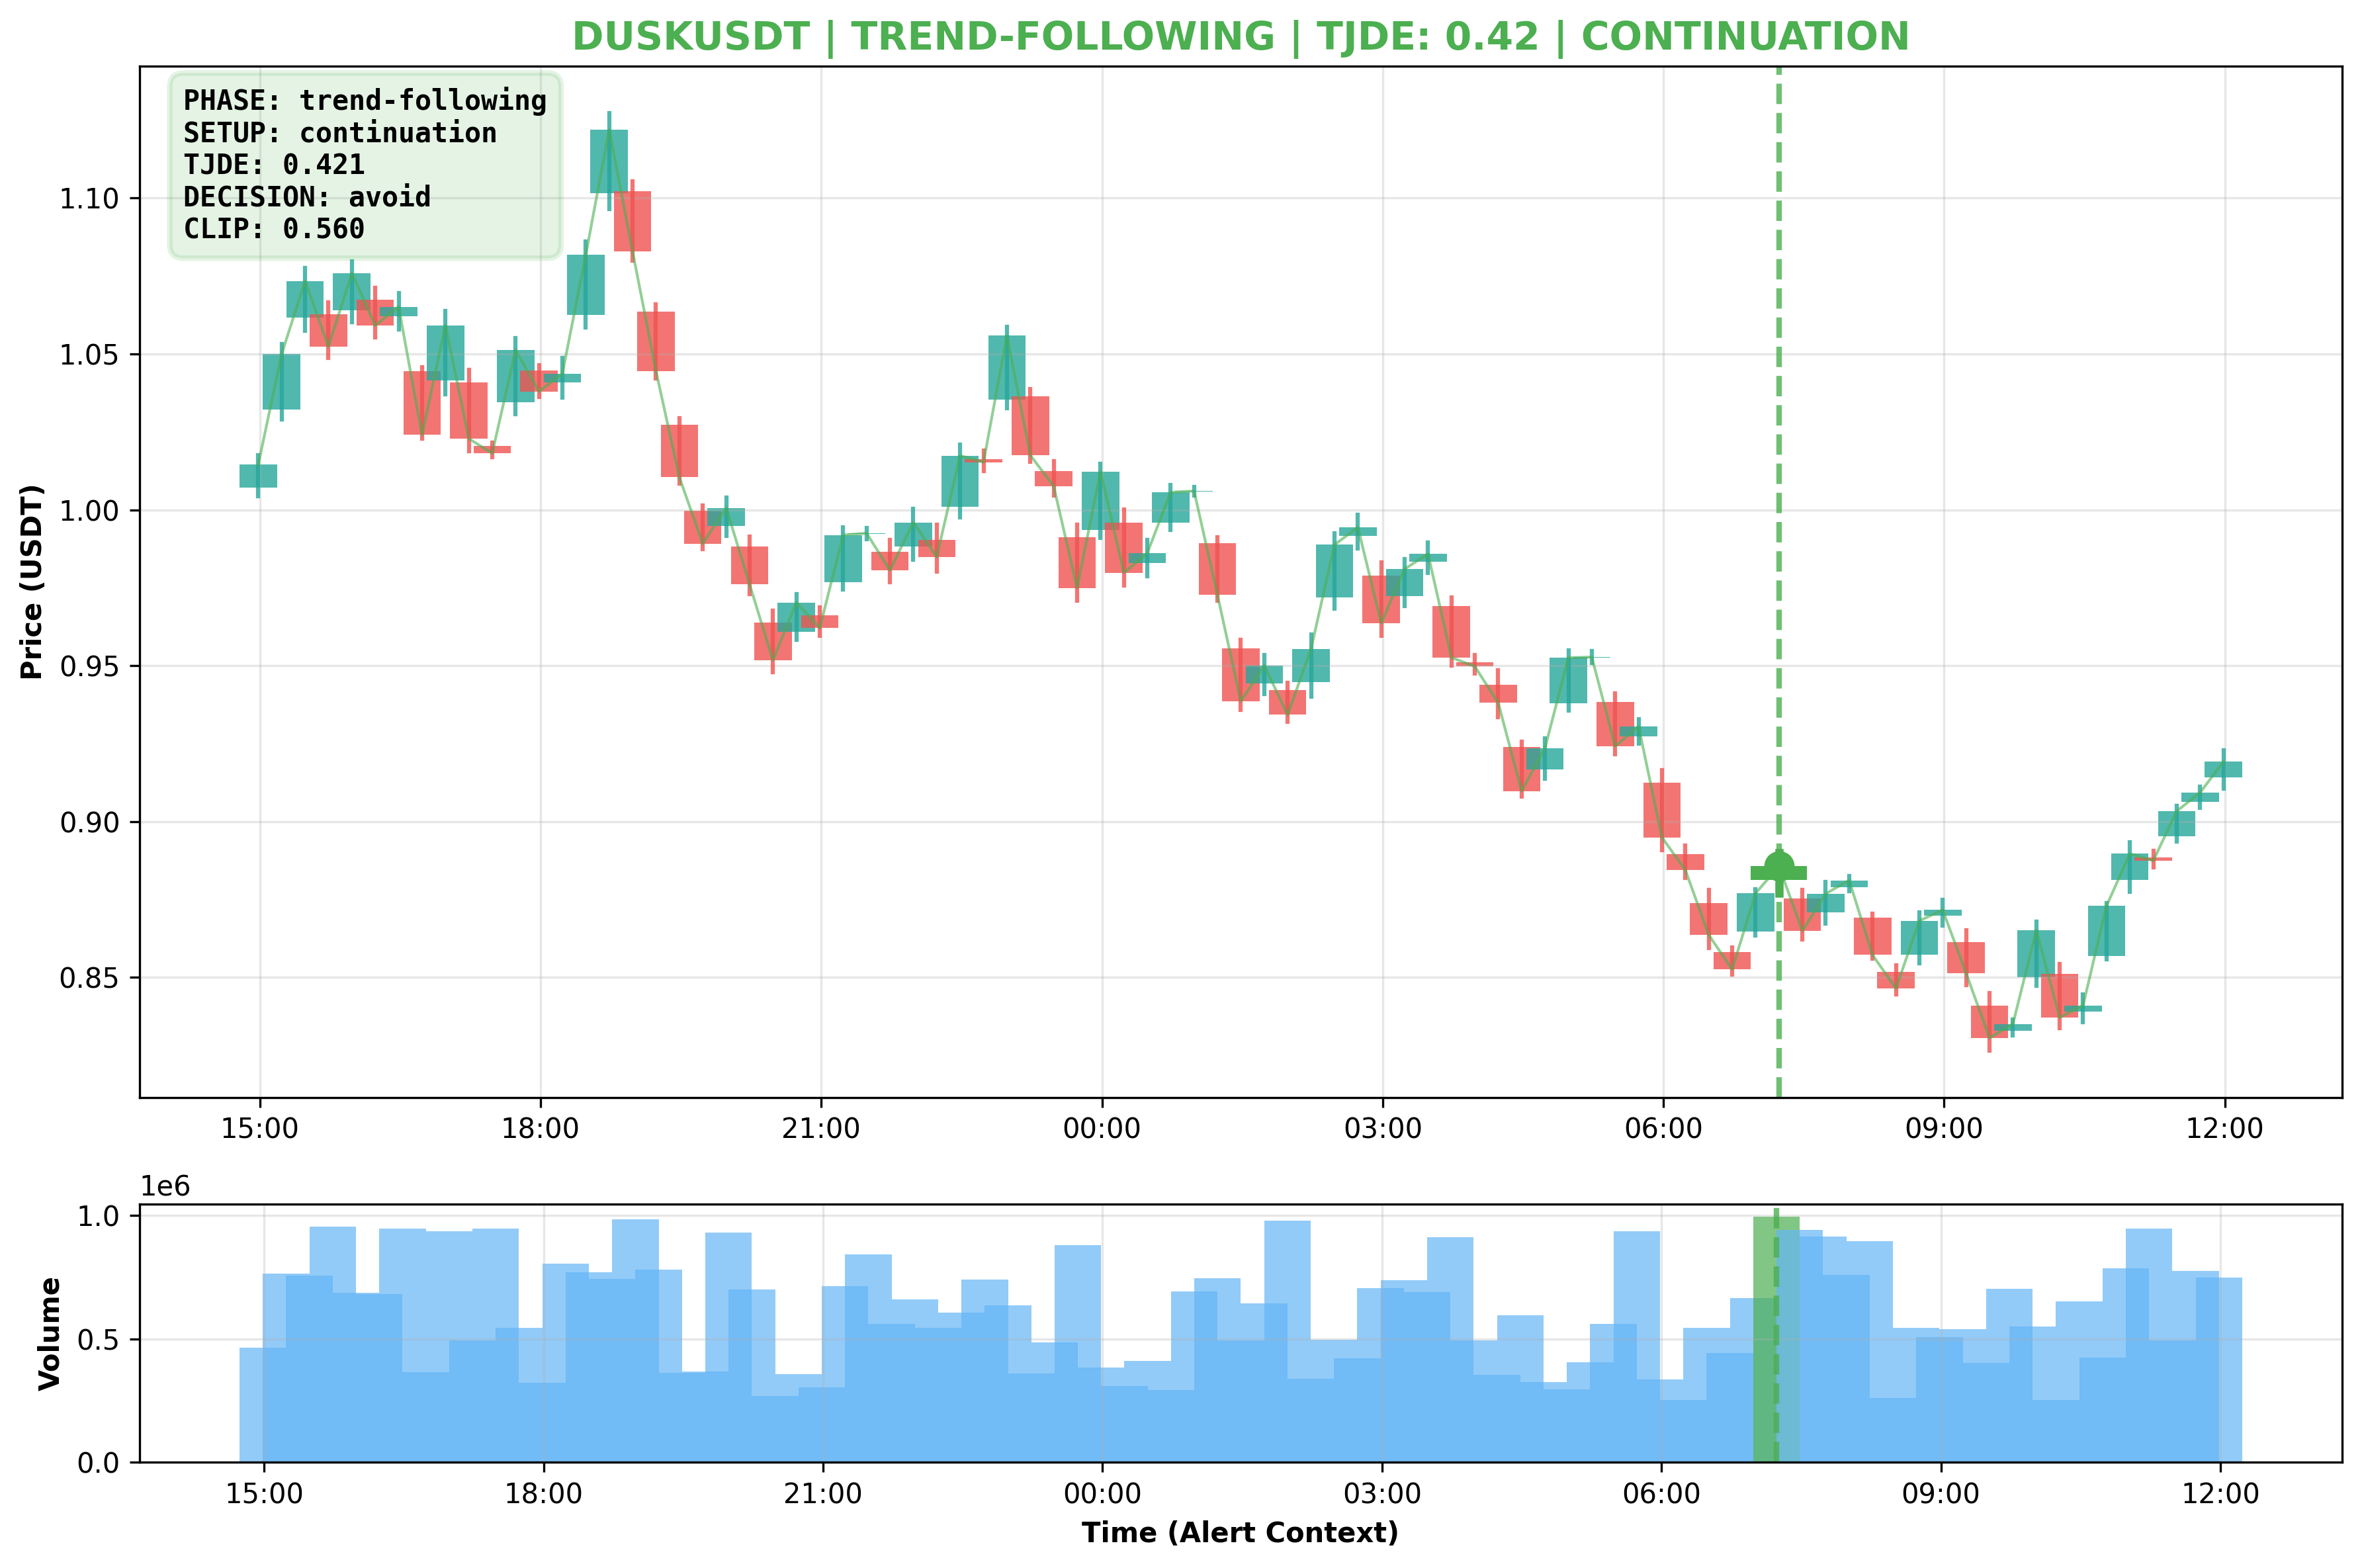 DUSKUSDT | TREND-FOLLOWING | TJDE: 0.42 | CONTINUATION
PHASE: trend-following
SETUP: continuation
TJDE: 0.421
DECISION: avoid
CLIP: 0.560
Price (USDT)
1.10
1.05
1.00
0.95
0.90
0.85
15:00 18:00 21:00 00:00 03:00 06:00 09:00 12:00
1e6
Volume
1.0
0.5
0.0
15:00 18:00 21:00 00:00 03:00 06:00 09:00 12:00
Time (Alert Context)